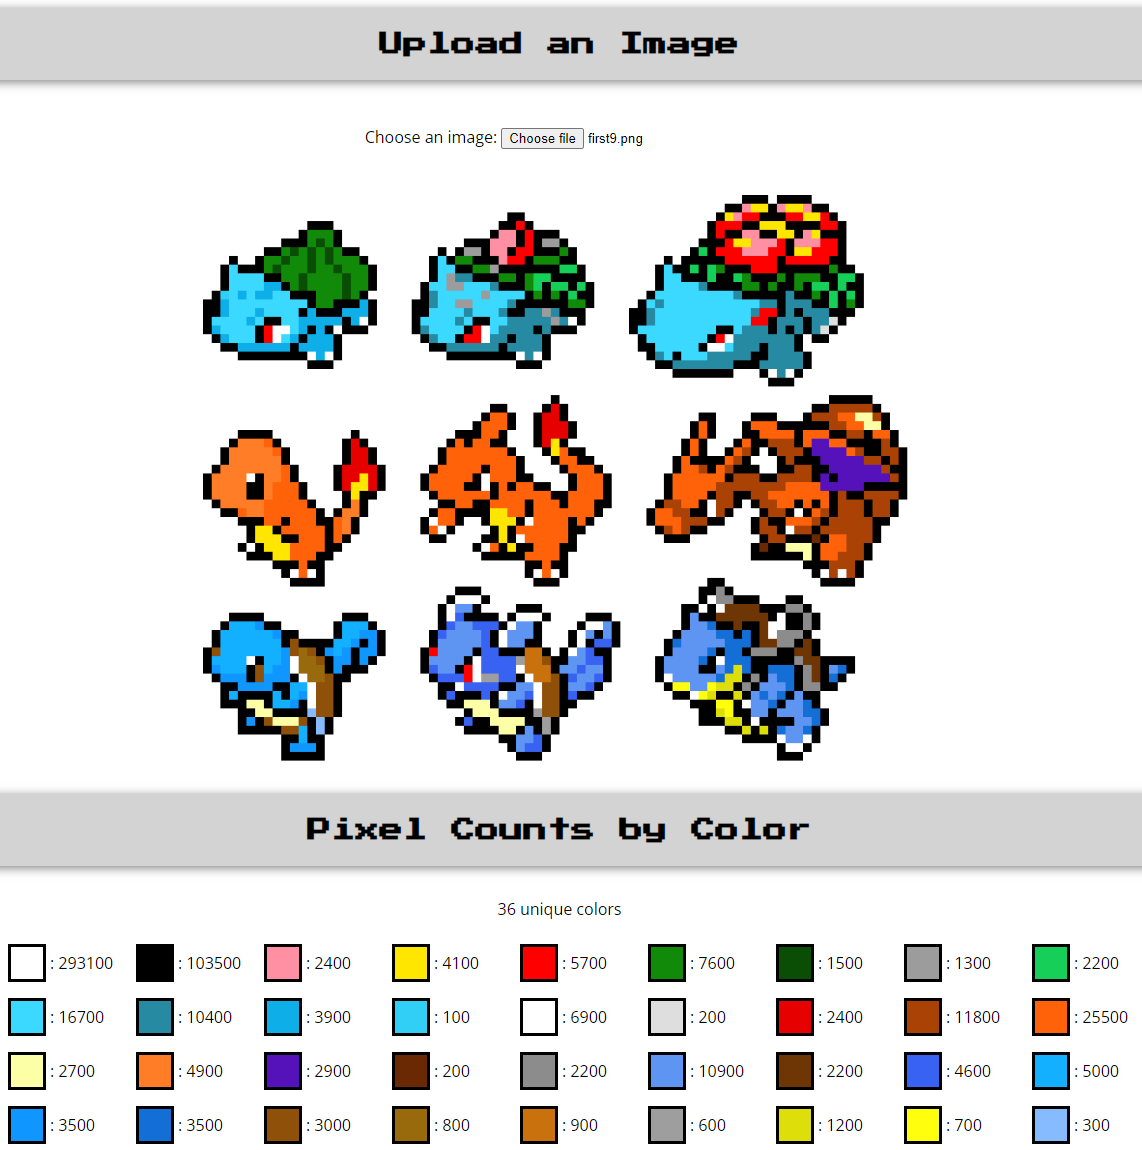 Upload an Image
Choose an image: Choose file first9.png
Pixel Counts by Color
36 unique colors
: 293100 : 103500 : 2400 : 4100 : 5700 : 7600 : 1500 : 1300 : 2200
: 16700 : 10400 : 3900 : 100 : 6900 : 200 : 2400 : 11800 : 25500
: 2700 : 4900 : 2900 : 200 : 2200 : 10900 : 2200 : 4600 : 5000
: 3500 : 3500 : 3000 : 800 : 900 : 600 : 1200 : 700 : 300